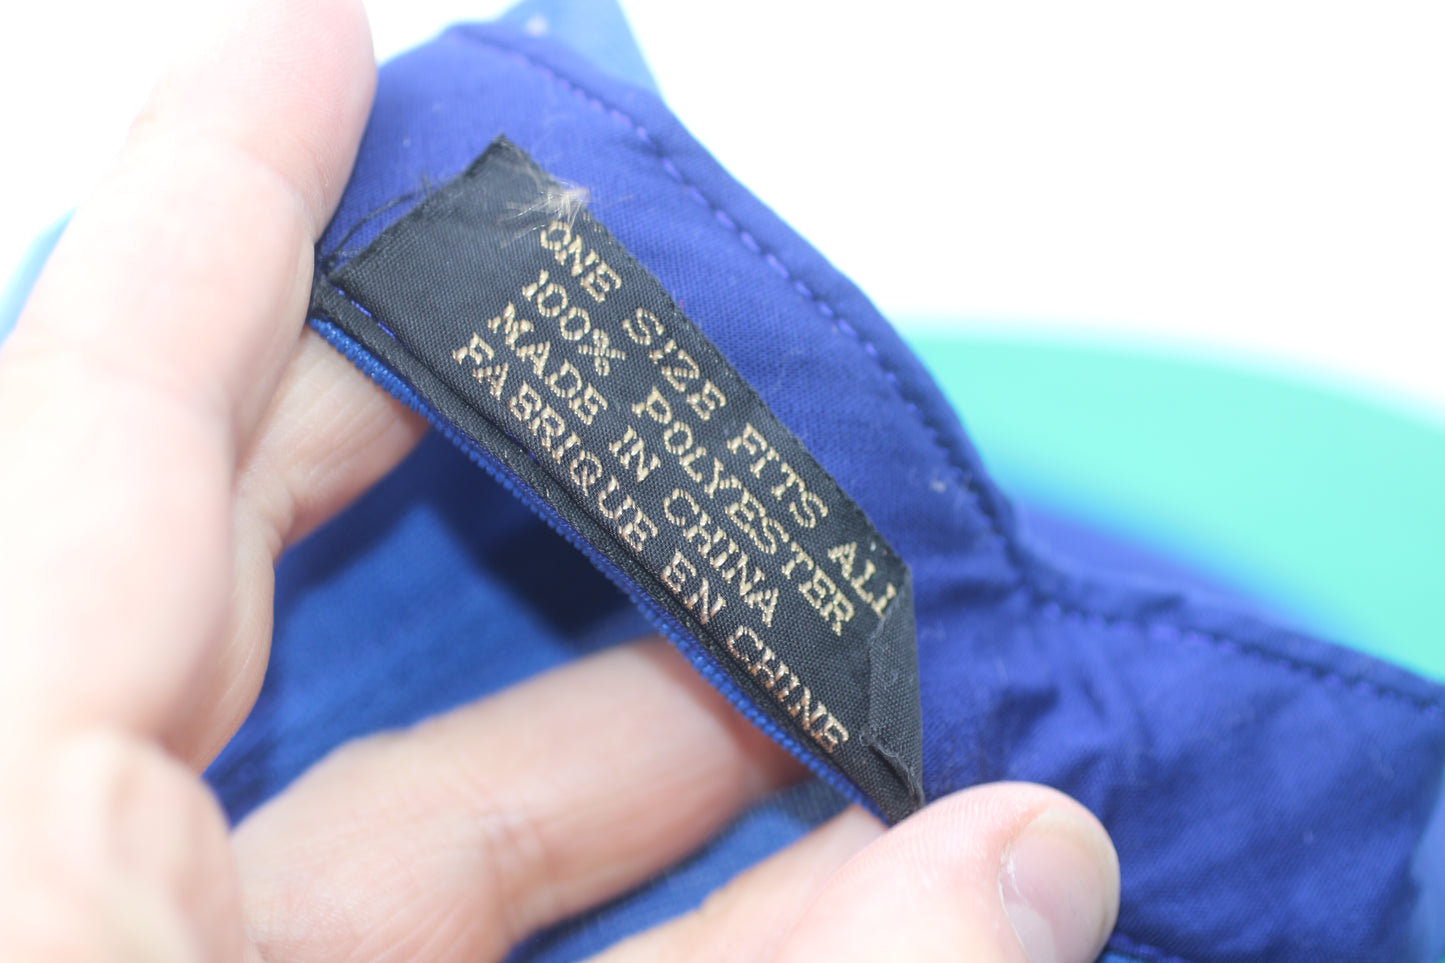 ONE SIZE FITS ALL
100% POLYESTER
MADE IN CHINA
FABRIQUE EN CHINE